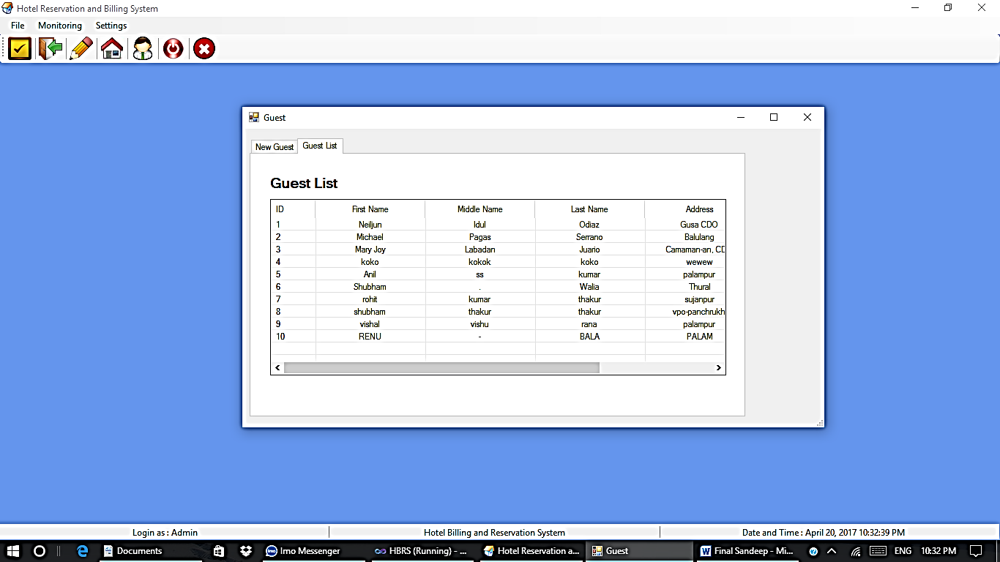 Hotel Reservation and Billing System
File Monitoring Settings
Guest
New Guest Guest List
Guest List
ID First Name Middle Name Last Name Address
1 Neiljun Idul Odiaz Gusa CDO
2 Michael Pagas Serrano Balulang
3 Mary Joy Labadan Juario Camaman-an, CD
4 koko kokok koko wewew
5 Anil ss kumar palampur
6 Shubham . Walia Thural
7 rohit kumar thakur sujanpur
8 shubham thakur thakur vpo-panchrukh
9 vishal vishu rana palampur
10 RENU - BALA PALAM
Login as : Admin Hotel Billing and Reservation System Date and Time : April 20, 2017 10:32:39 PM
Documents imo Imo Messenger HBRS (Running) - ... Hotel Reservation a... Guest Final Sandeep - Mi... ENG 10:32 PM